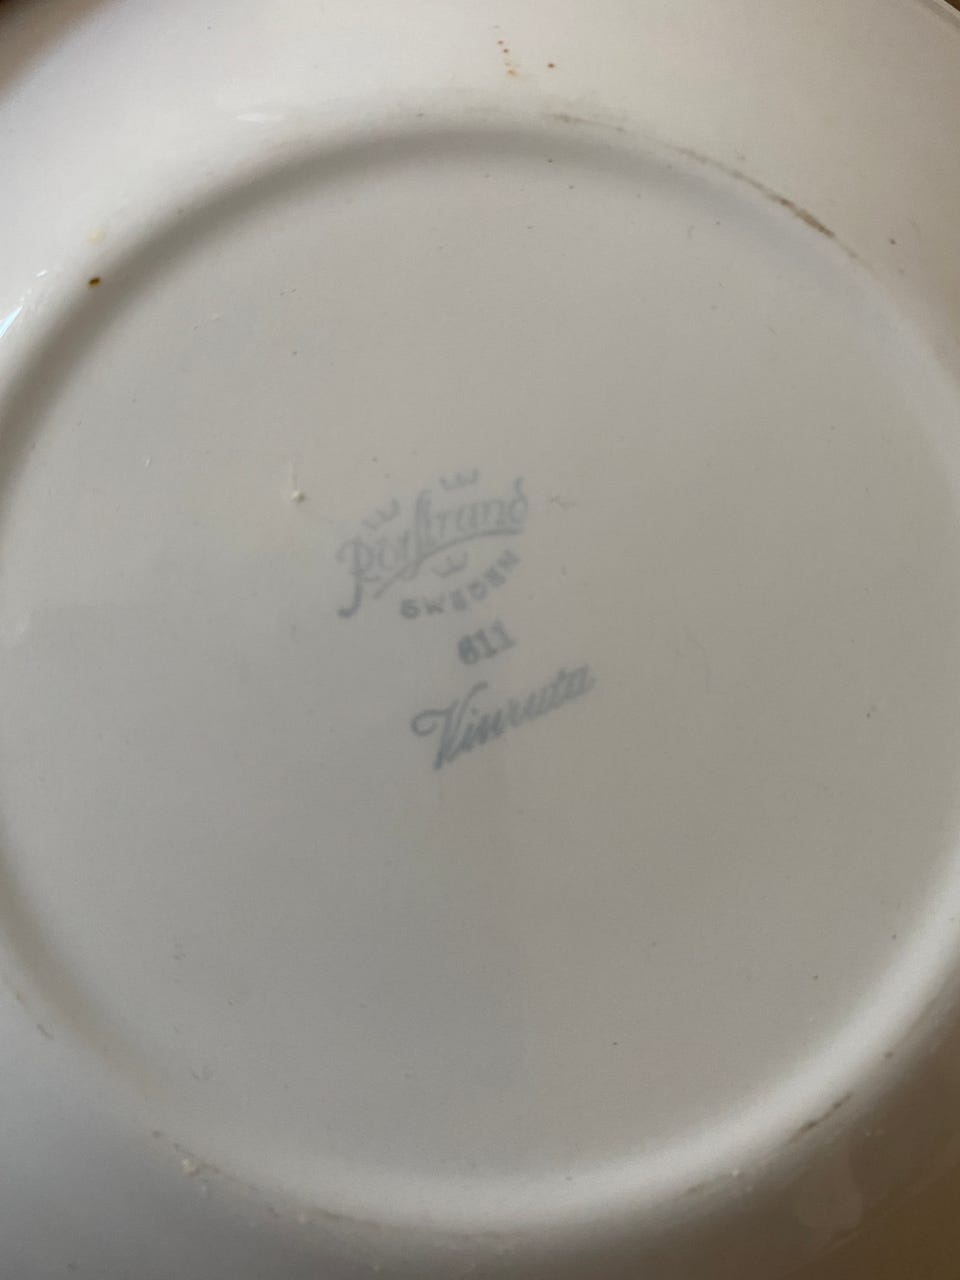 Rörstrand
SWEDEN
611
Vinruta